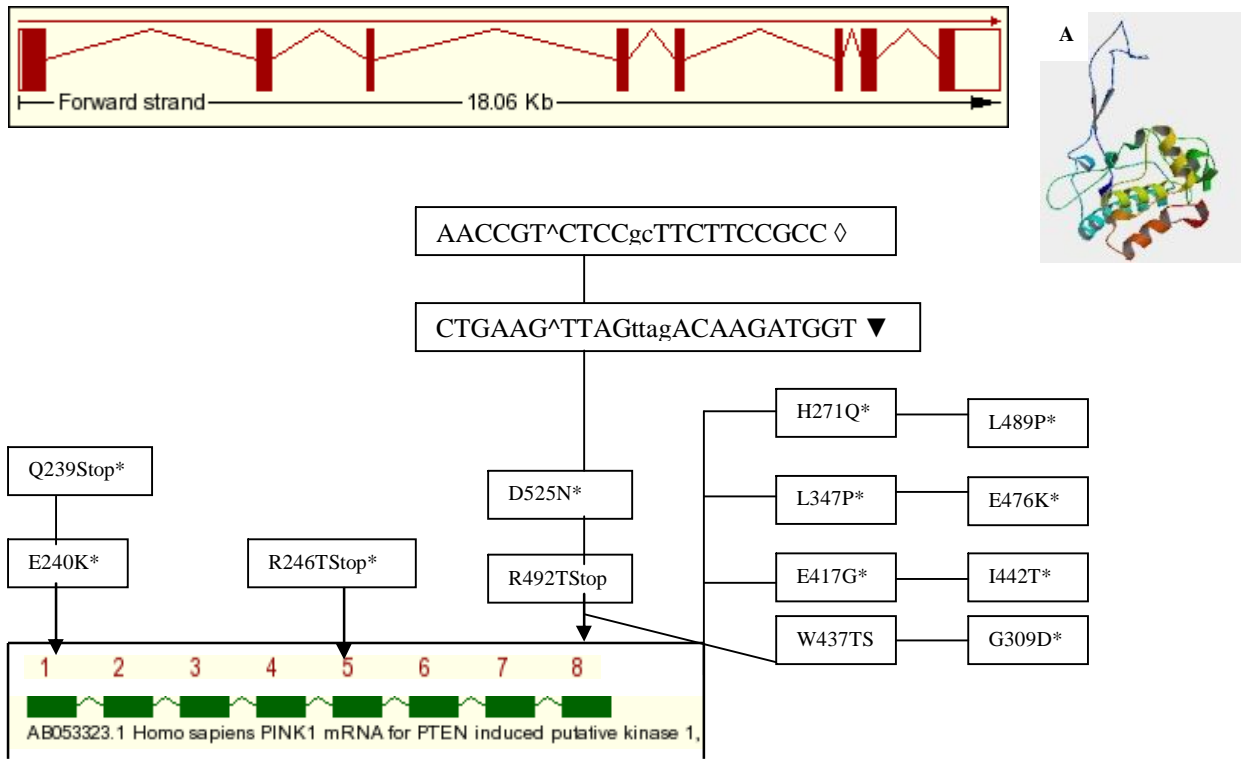 Forward strand 18.06 Kb
A
AACCGT^CTCCgcTTCTTCCGCC ◊
CTGAAG^TTAGttagACAAGATGGT ▼
H271Q* L489P*
Q239Stop* D525N* L347P* E476K*
E240K* R246TStop* R492TStop E417G* I442T*
W437TS G309D*
1 2 3 4 5 6 7 8
AB053323.1 Homo sapiens PINK1 mRNA for PTEN induced putative kinase 1,